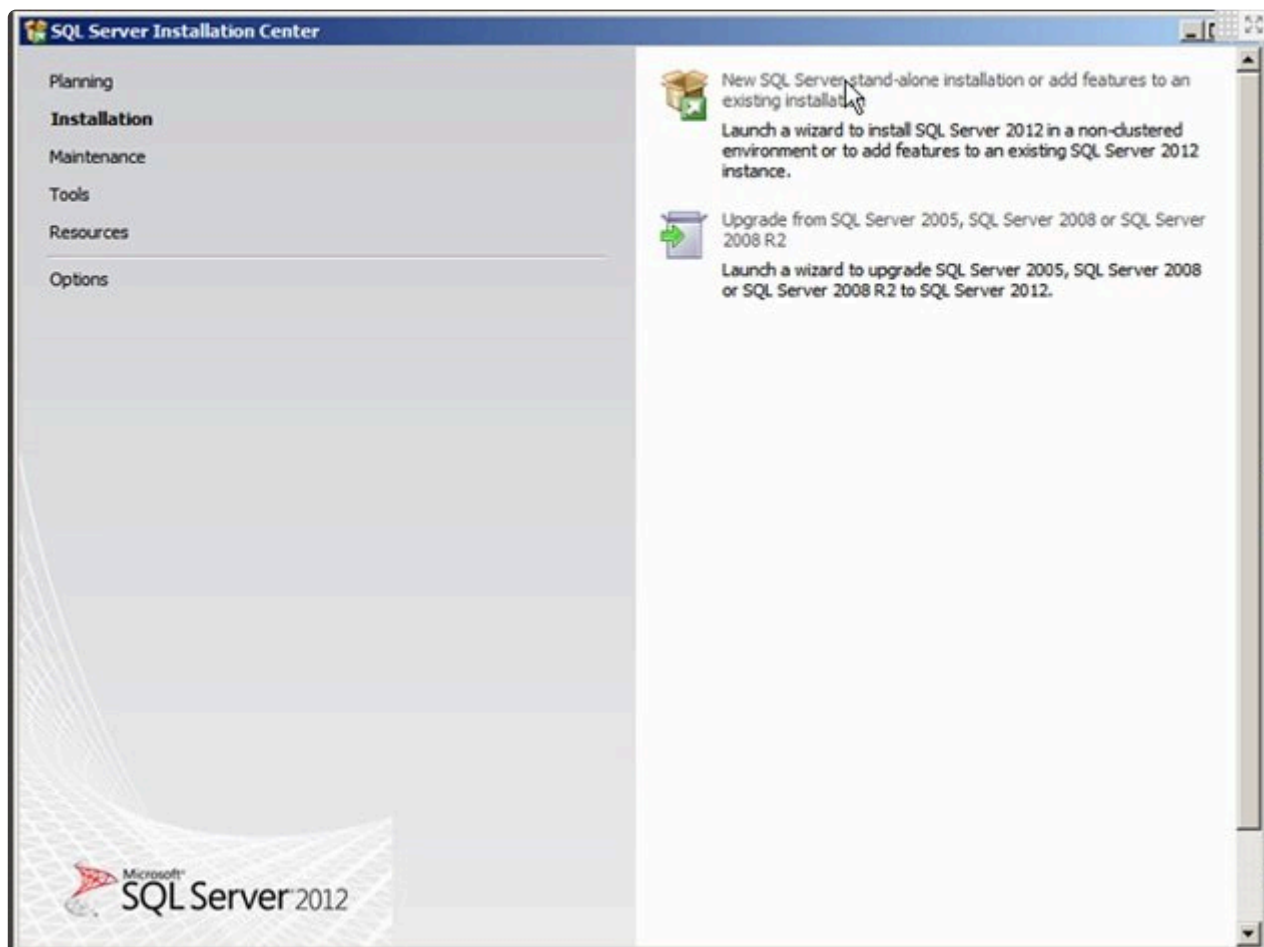 SQL Server Installation Center
Planning
Installation
Maintenance
Tools
Resources
Options
New SQL Server stand-alone installation or add features to an
existing installation
Launch a wizard to install SQL Server 2012 in a non-clustered
environment or to add features to an existing SQL Server 2012
instance.
Upgrade from SQL Server 2005, SQL Server 2008 or SQL Server
2008 R2
Launch a wizard to upgrade SQL Server 2005, SQL Server 2008
or SQL Server 2008 R2 to SQL Server 2012.
Microsoft
SQL Server 2012